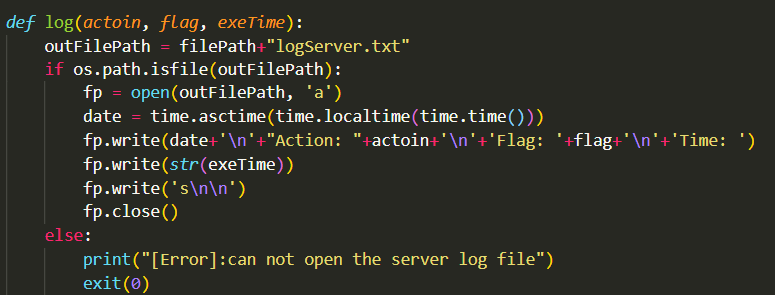 def log(actoin, flag, exeTime):
    outFilePath = filePath+"logServer.txt"
    if os.path.isfile(outFilePath):
        fp = open(outFilePath, 'a')
        date = time.asctime(time.localtime(time.time()))
        fp.write(date+'\n'+"Action: "+actoin+'\n'+'Flag: '+flag+'\n'+'Time: ')
        fp.write(str(exeTime))
        fp.write('s\n\n')
        fp.close()
    else:
        print("[Error]:can not open the server log file")
        exit(0)